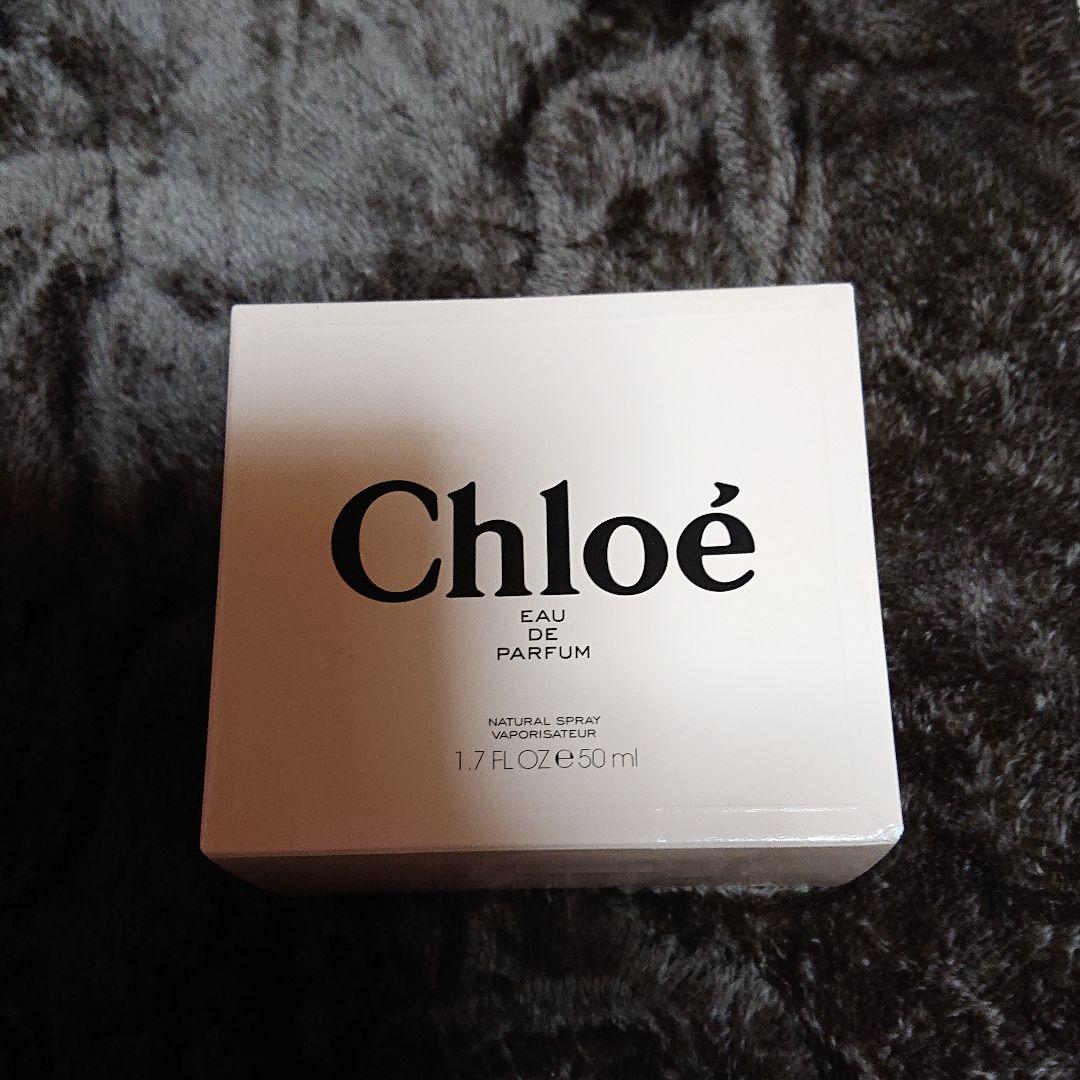 Chloé
EAU
DE
PARFUM
NATURAL SPRAY
VAPORISATEUR
1.7 FL OZ ℮ 50 ml